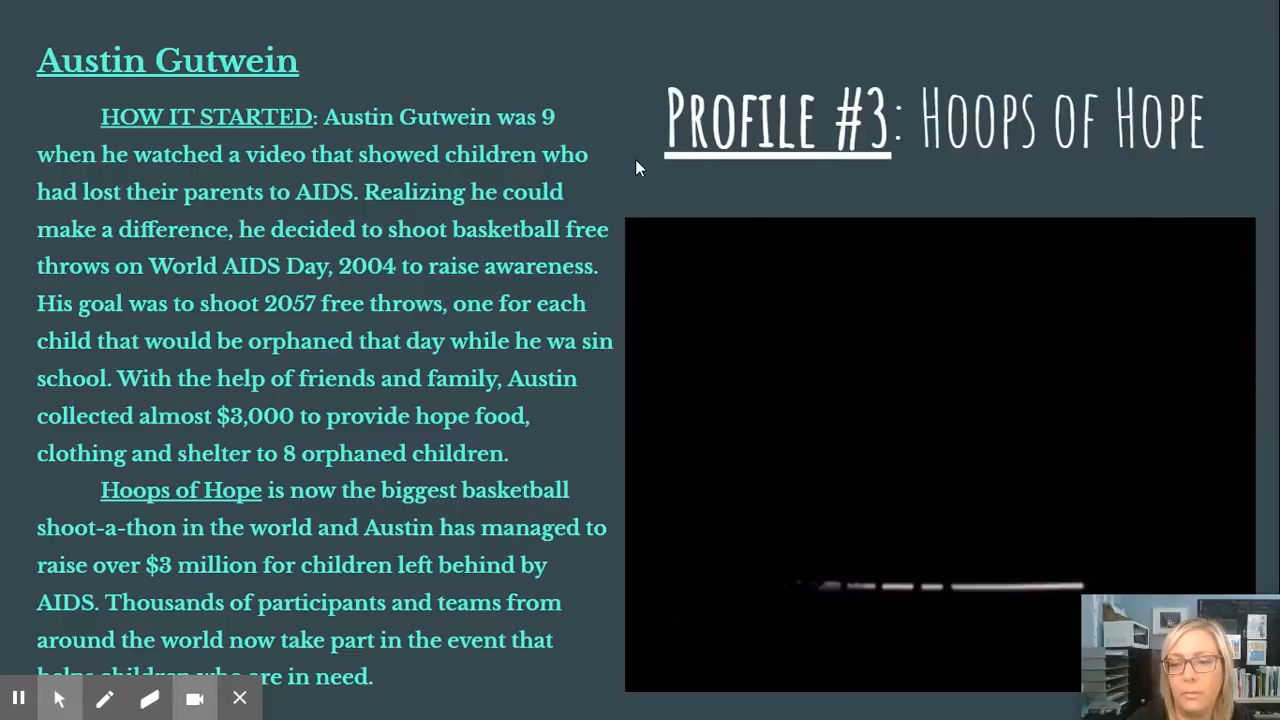 Austin Gutwein
HOW IT STARTED: Austin Gutwein was 9
when he watched a video that showed children who
had lost their parents to AIDS. Realizing he could
make a difference, he decided to shoot basketball free
throws on World AIDS Day, 2004 to raise awareness.
His goal was to shoot 2057 free throws, one for each
child that would be orphaned that day while he wa sin
school. With the help of friends and family, Austin
collected almost $3,000 to provide hope food,
clothing and shelter to 8 orphaned children.
Hoops of Hope is now the biggest basketball
shoot-a-thon in the world and Austin has managed to
raise over $3 million for children left behind by
AIDS. Thousands of participants and teams from
around the world now take part in the event that
helps children who are in need.
Profile #3: Hoops of Hope